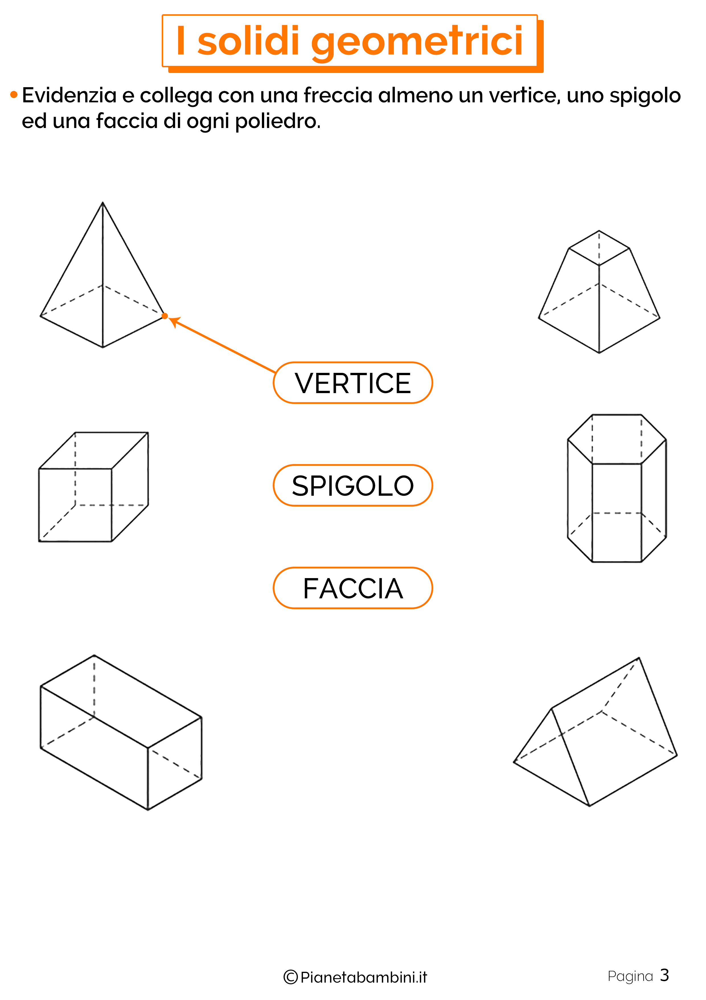 I solidi geometrici
• Evidenzia e collega con una freccia almeno un vertice, uno spigolo
ed una faccia di ogni poliedro.
VERTICE
SPIGOLO
FACCIA
©Pianetabambini.it
Pagina 3